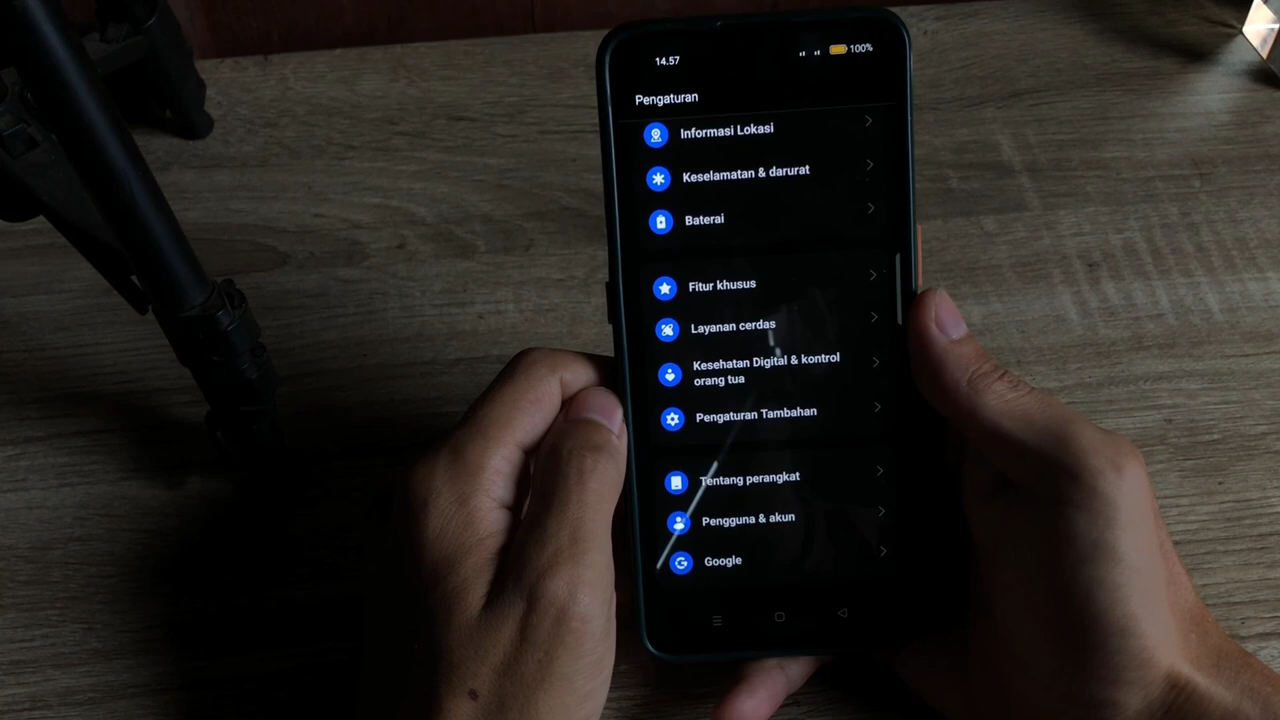 14.57
100%
Pengaturan
Informasi Lokasi
Keselamatan & darurat
Baterai
Fitur khusus
Layanan cerdas
Kesehatan Digital & kontrol
orang tua
Pengaturan Tambahan
Tentang perangkat
Pengguna & akun
Google